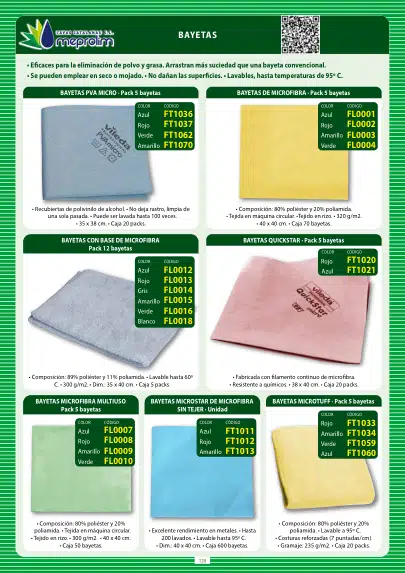 CATAS CATALANAS S.L.
meprolim
BAYETAS
• Eficaces para la eliminación de polvo y grasa. Arrastran más suciedad que una bayeta convencional.
• Se pueden emplear en seco o mojado. • No dañan las superficies. • Lavables, hasta temperaturas de 95º C.
BAYETAS PVA MICRO · Pack 5 bayetas
COLOR CÓDIGO
Azul FT1036
Rojo FT1037
Verde FT1062
Amarillo FT1070
vileda
PVAmicro
• Recubiertas de polivinilo de alcohol. • No deja rastro, limpia de
una sola pasada. • Puede ser lavada hasta 100 veces.
• 35 x 38 cm. • Caja 20 packs.
BAYETAS DE MICROFIBRA · Pack 5 bayetas
COLOR CÓDIGO
Azul FL0001
Rojo FL0002
Amarillo FL0003
Verde FL0004
• Composición: 80% poliéster y 20% poliamida.
• Tejida en máquina circular. •Tejido en rizo. • 320 g/m2.
• 40 x 40 cm. • Caja 70 bayetas.
BAYETAS CON BASE DE MICROFIBRA
Pack 12 bayetas
COLOR CÓDIGO
Azul FL0012
Rojo FL0013
Gris FL0014
Amarillo FL0015
Verde FL0016
Blanco FL0018
• Composición: 89% poliéster y 11% poliamida. • Lavable hasta 60º
C. • 300 g/m2. • Dim.: 35 x 40 cm. • Caja 5 packs.
BAYETAS QUICKSTAR · Pack 5 bayetas
COLOR CÓDIGO
Rojo FT1020
Azul FT1021
vileda
QuickStar
micro
• Fabricada con filamento continuo de microfibra.
• Resistente a químicos. • 38 x 40 cm. • Caja 20 packs.
BAYETAS MICROFIBRA MULTIUSO
Pack 5 bayetas
COLOR CÓDIGO
Azul FL0007
Rojo FL0008
Amarillo FL0009
Verde FL0010
• Composición: 80% poliéster y 20%
poliamida. • Tejida en máquina circular.
• Tejido en rizo. • 300 g/m2. • 40 x 40 cm.
• Caja 50 bayetas.
BAYETAS MICROSTAR DE MICROFIBRA
SIN TEJER · Unidad
COLOR CÓDIGO
Azul FT1011
Rojo FT1012
Amarillo FT1013
• Excelente rendimiento en metales. • Hasta
200 lavados. • Lavable hasta 95º C.
• Dim.: 40 x 40 cm. • Caja 600 bayetas.
BAYETAS MICROTUFF · Pack 5 bayetas
COLOR CÓDIGO
Rojo FT1033
Amarillo FT1034
Verde FT1059
Azul FT1060
• Composición: 80% poliéster y 20%
poliamida. • Lavable a 95º C.
• Costuras reforzadas (7 puntadas/cm)
• Gramaje: 235 g/m2. • Caja 20 packs.